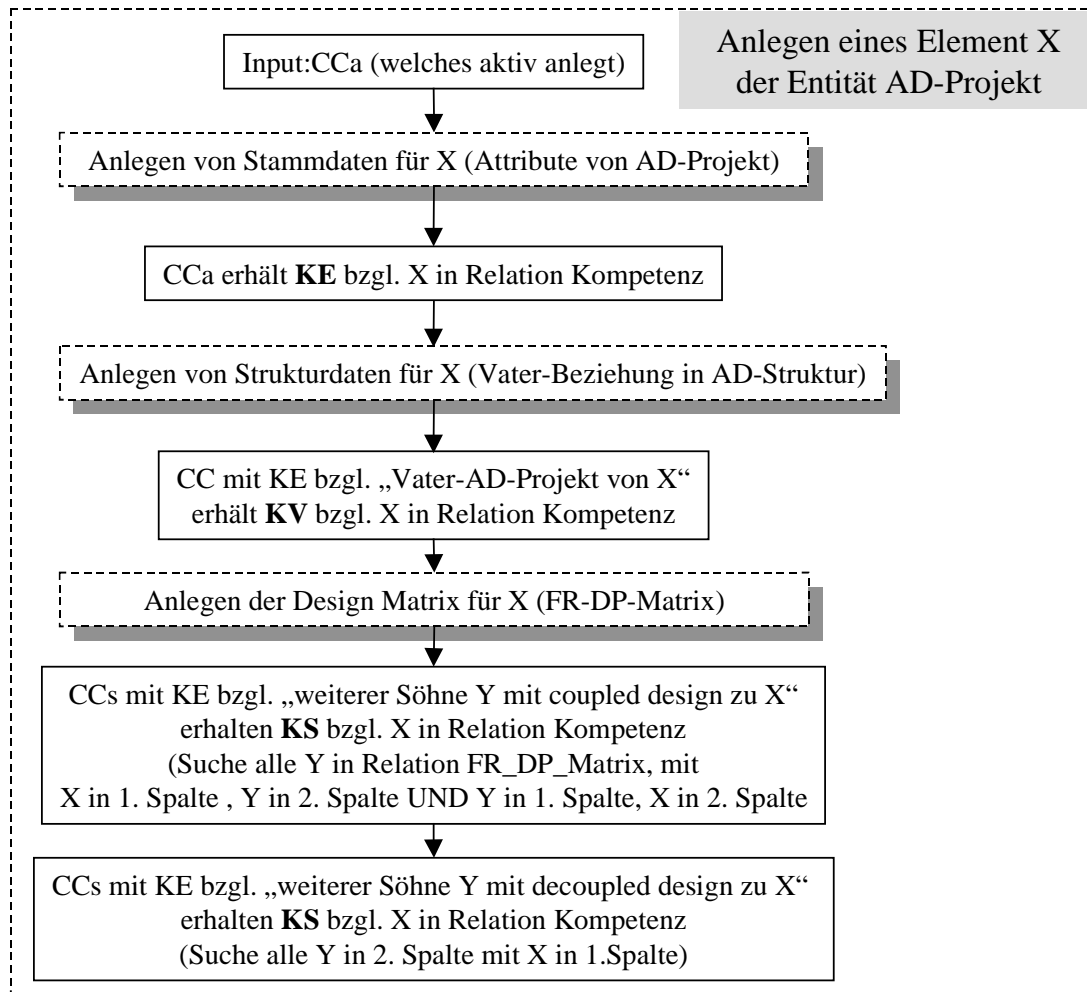 Anlegen eines Element X
der Entität AD-Projekt
Input:CCa (welches aktiv anlegt)
Anlegen von Stammdaten für X (Attribute von AD-Projekt)
CCa erhält KE bzgl. X in Relation Kompetenz
Anlegen von Strukturdaten für X (Vater-Beziehung in AD-Struktur)
CC mit KE bzgl. „Vater-AD-Projekt von X“
erhält KV bzgl. X in Relation Kompetenz
Anlegen der Design Matrix für X (FR-DP-Matrix)
CCs mit KE bzgl. „weiterer Söhne Y mit coupled design zu X“
erhalten KS bzgl. X in Relation Kompetenz
(Suche alle Y in Relation FR_DP_Matrix, mit
X in 1. Spalte , Y in 2. Spalte UND Y in 1. Spalte, X in 2. Spalte
CCs mit KE bzgl. „weiterer Söhne Y mit decoupled design zu X“
erhalten KS bzgl. X in Relation Kompetenz
(Suche alle Y in 2. Spalte mit X in 1.Spalte)